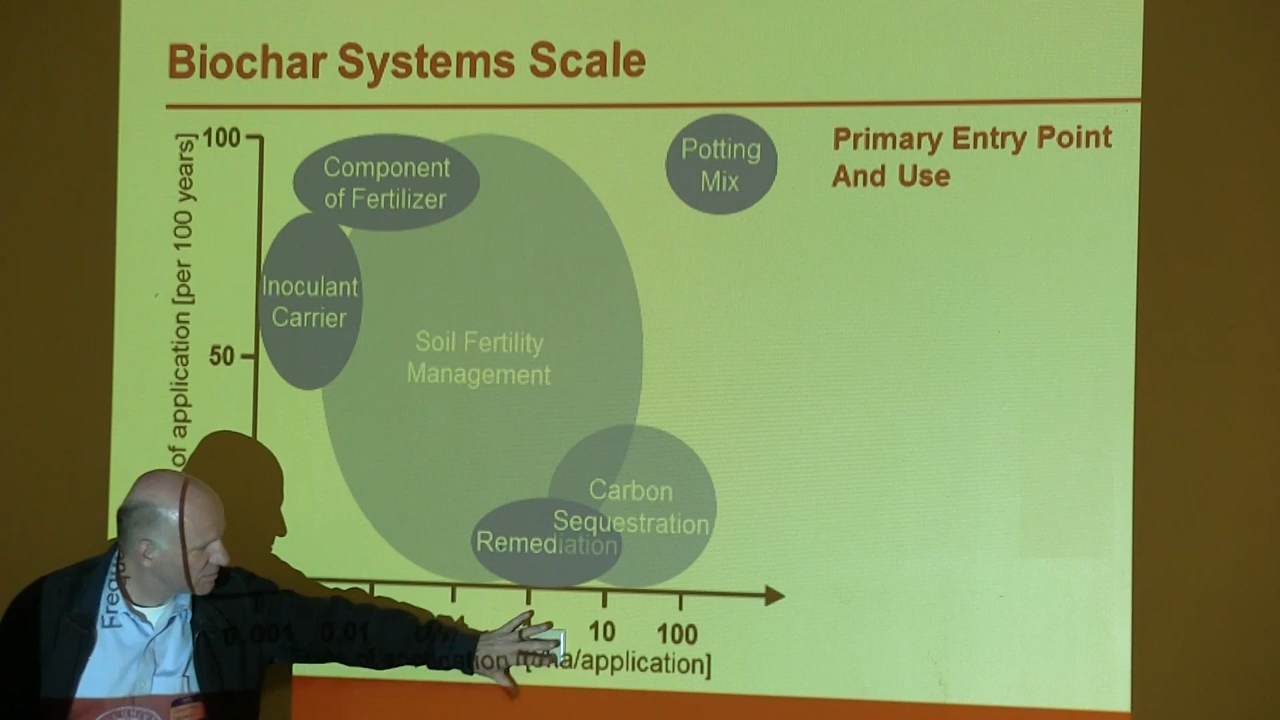 Biochar Systems Scale
Primary Entry Point
And Use
100
50
of application [per 100 years]
Component
of Fertilizer
Potting
Mix
Inoculant
Carrier
Soil Fertility
Management
Carbon
Sequestration
Remediation
0.001 0.01 10 100
application [t/ha/application]